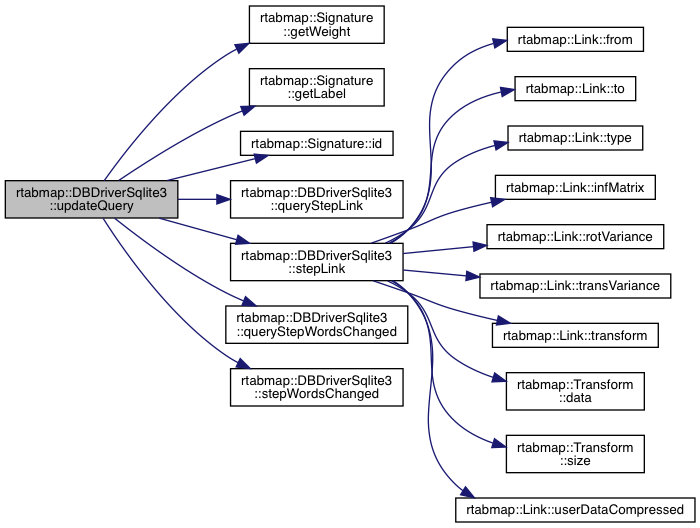 rtabmap::DBDriverSqlite3
::updateQuery
rtabmap::Signature
::getWeight
rtabmap::Signature
::getLabel
rtabmap::Signature::id
rtabmap::DBDriverSqlite3
::queryStepLink
rtabmap::DBDriverSqlite3
::stepLink
rtabmap::DBDriverSqlite3
::queryStepWordsChanged
rtabmap::DBDriverSqlite3
::stepWordsChanged
rtabmap::Link::from
rtabmap::Link::to
rtabmap::Link::type
rtabmap::Link::infMatrix
rtabmap::Link::rotVariance
rtabmap::Link::transVariance
rtabmap::Link::transform
rtabmap::Transform
::data
rtabmap::Transform
::size
rtabmap::Link::userDataCompressed